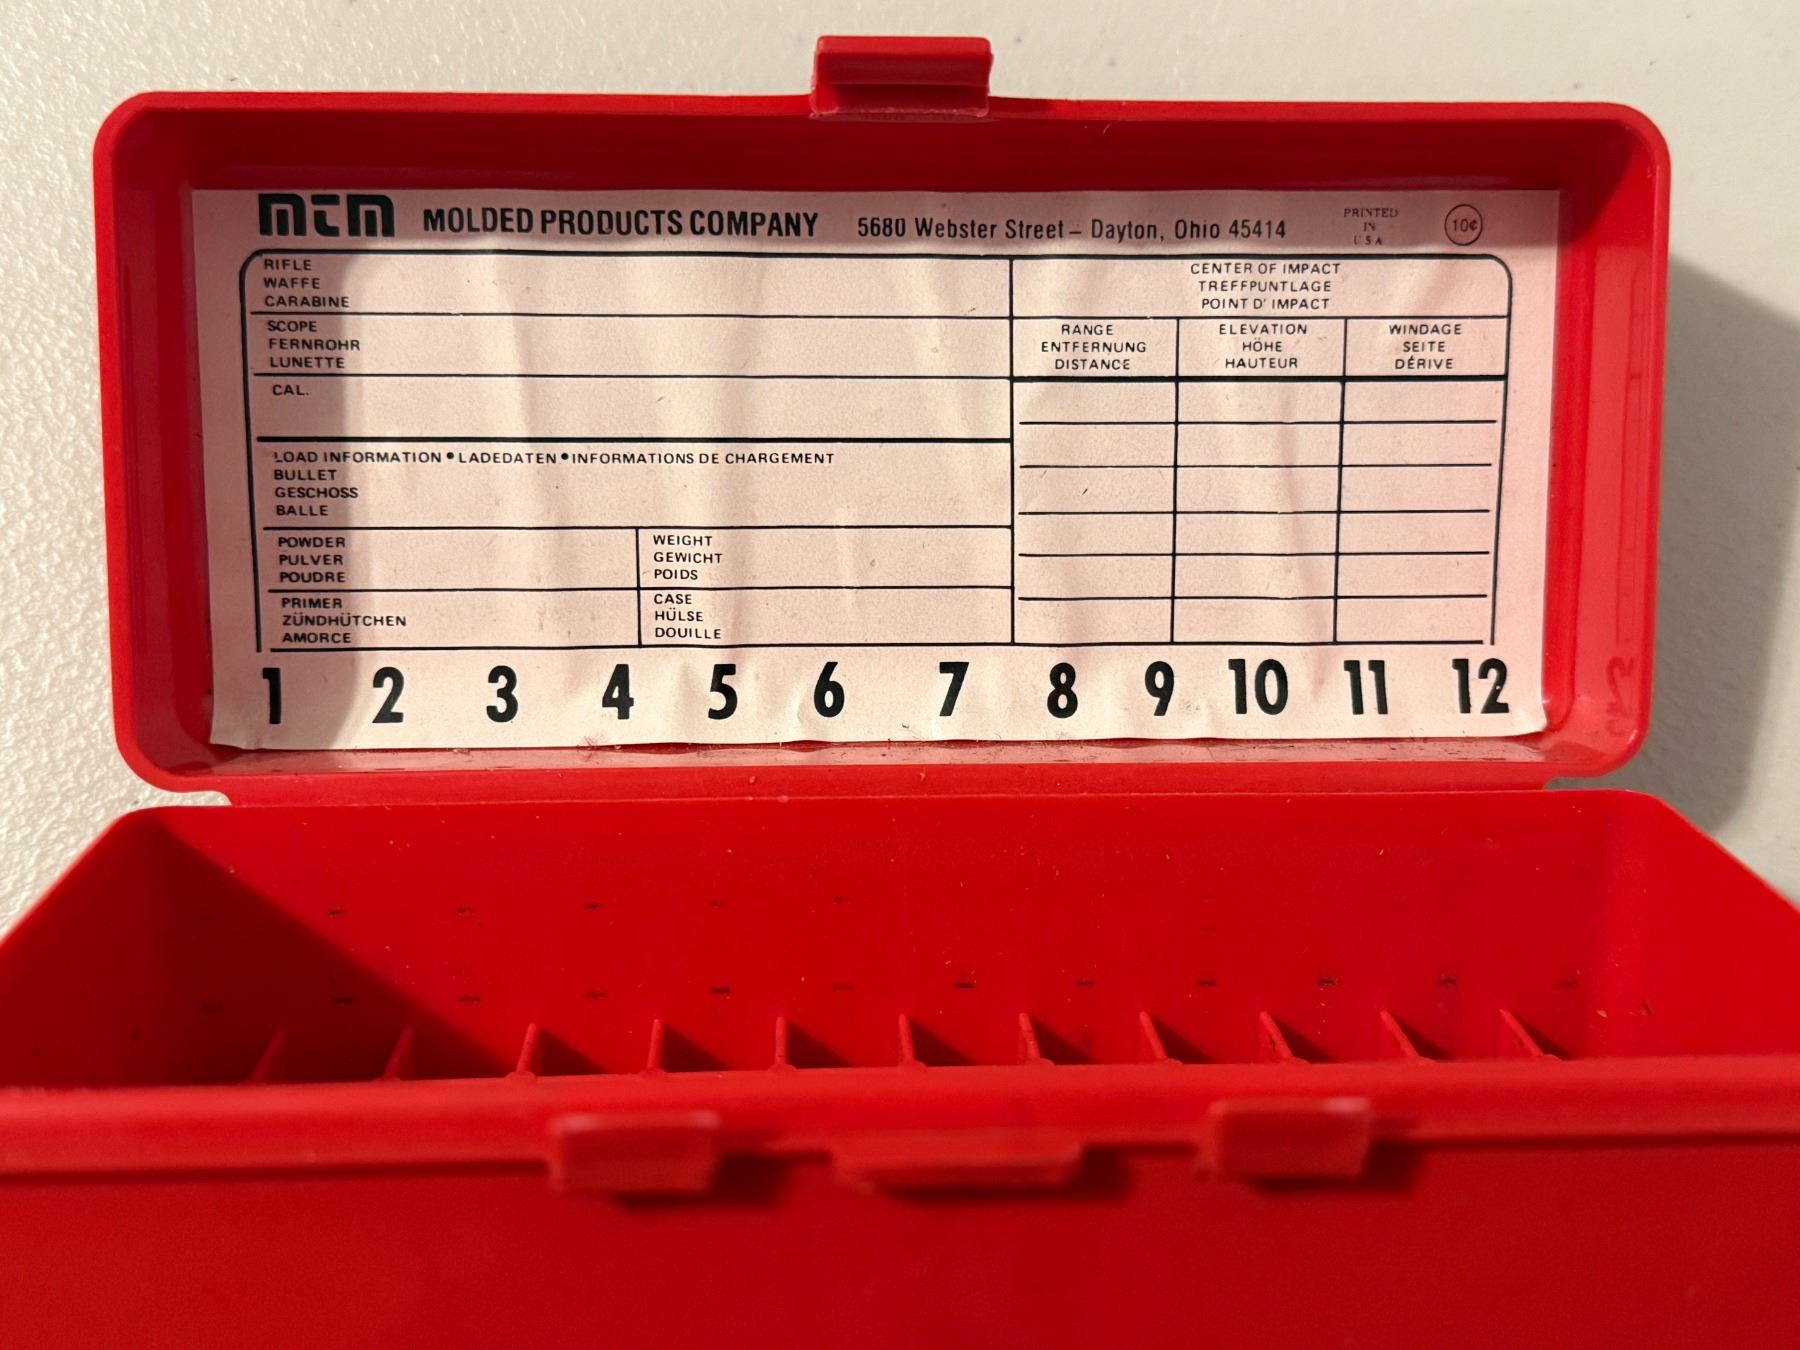 MTM MOLDED PRODUCTS COMPANY 5680 Webster Street – Dayton, Ohio 45414
PRINTED
IN
USA
10¢
RIFLE
WAFFE
CARABINE
SCOPE
FERNROHR
LUNETTE
CAL.
LOAD INFORMATION • LADEDATEN • INFORMATIONS DE CHARGEMENT
BULLET
GESCHOSS
BALLE
POWDER
PULVER
POUDRE
WEIGHT
GEWICHT
POIDS
PRIMER
ZÜNDHÜTCHEN
AMORCE
CASE
HÜLSE
DOUILLE
CENTER OF IMPACT
TREFFPUNTLAGE
POINT D' IMPACT
RANGE
ENTFERNUNG
DISTANCE
ELEVATION
HÖHE
HAUTEUR
WINDAGE
SEITE
DÉRIVE
1 2 3 4 5 6 7 8 9 10 11 12